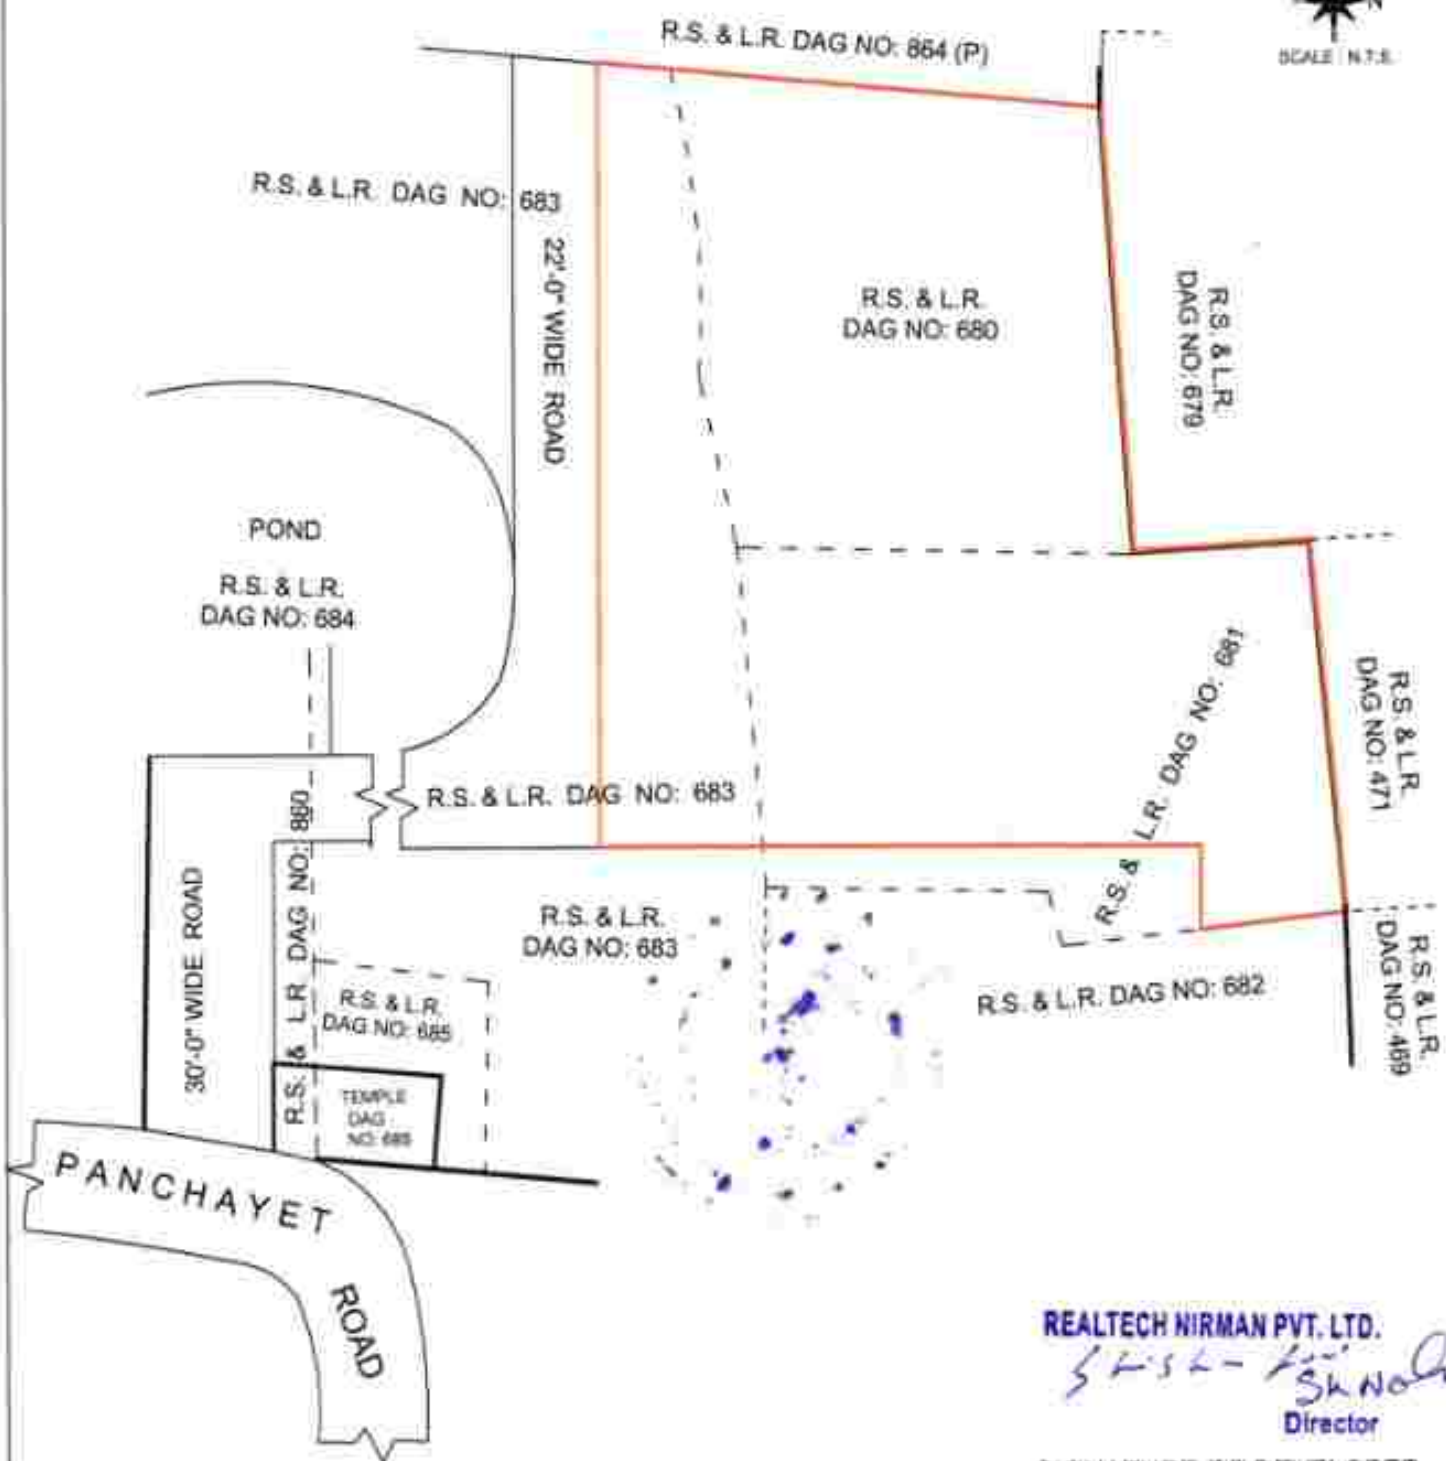 N
SCALE : N.T.S.
R.S. & L.R. DAG NO: 864 (P)
R.S. & L.R. DAG NO: 683
22'-0" WIDE ROAD
R.S. & L.R.
DAG NO: 680
R.S. & L.R.
DAG NO: 679
POND
R.S. & L.R.
DAG NO: 684
R.S. & L.R. DAG NO: 681
R.S. & L.R.
DAG NO: 471
R.S. & L.R. DAG NO: 683
R.S. & L.R. DAG NO: 860
30'-0" WIDE ROAD
R.S. & L.R.
DAG NO: 683
R.S. & L.R.
DAG NO: 685
R.S. & L.R. DAG NO: 682
R.S. & L.R.
DAG NO: 469
TEMPLE
DAG
NO: 685
PANCHAYET
ROAD
REALTECH NIRMAN PVT. LTD.
Director